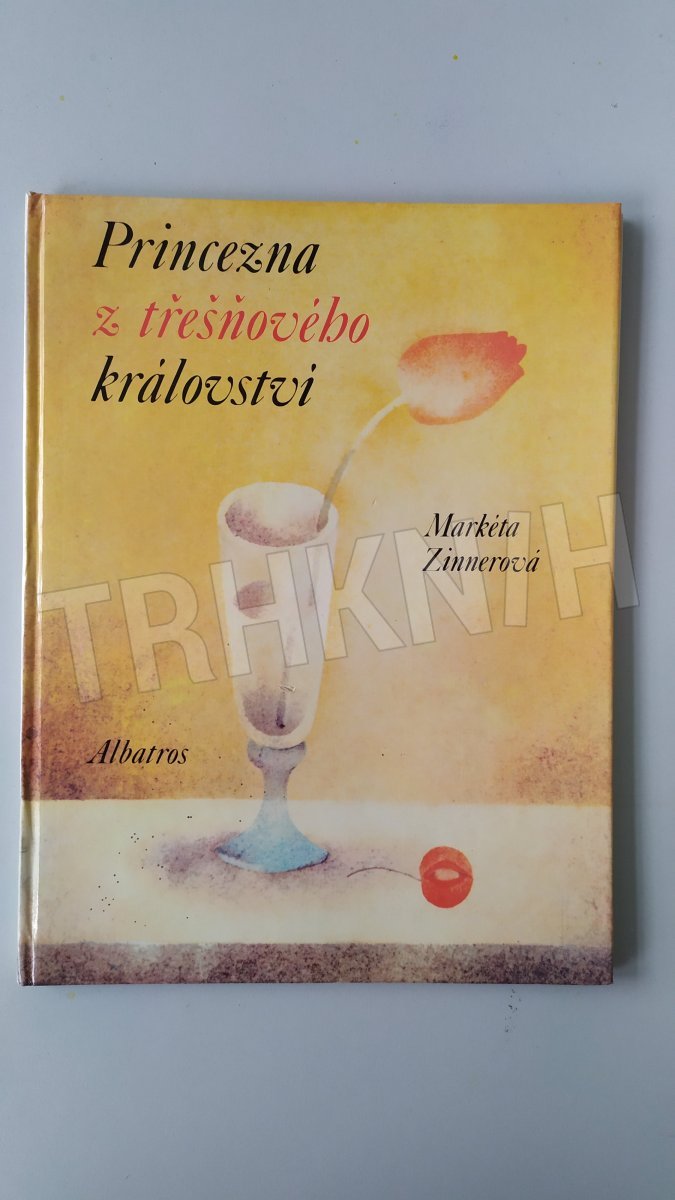 Princezna
z třešňového
království
Markéta
Zinnerová
TRHKNIH
Albatros